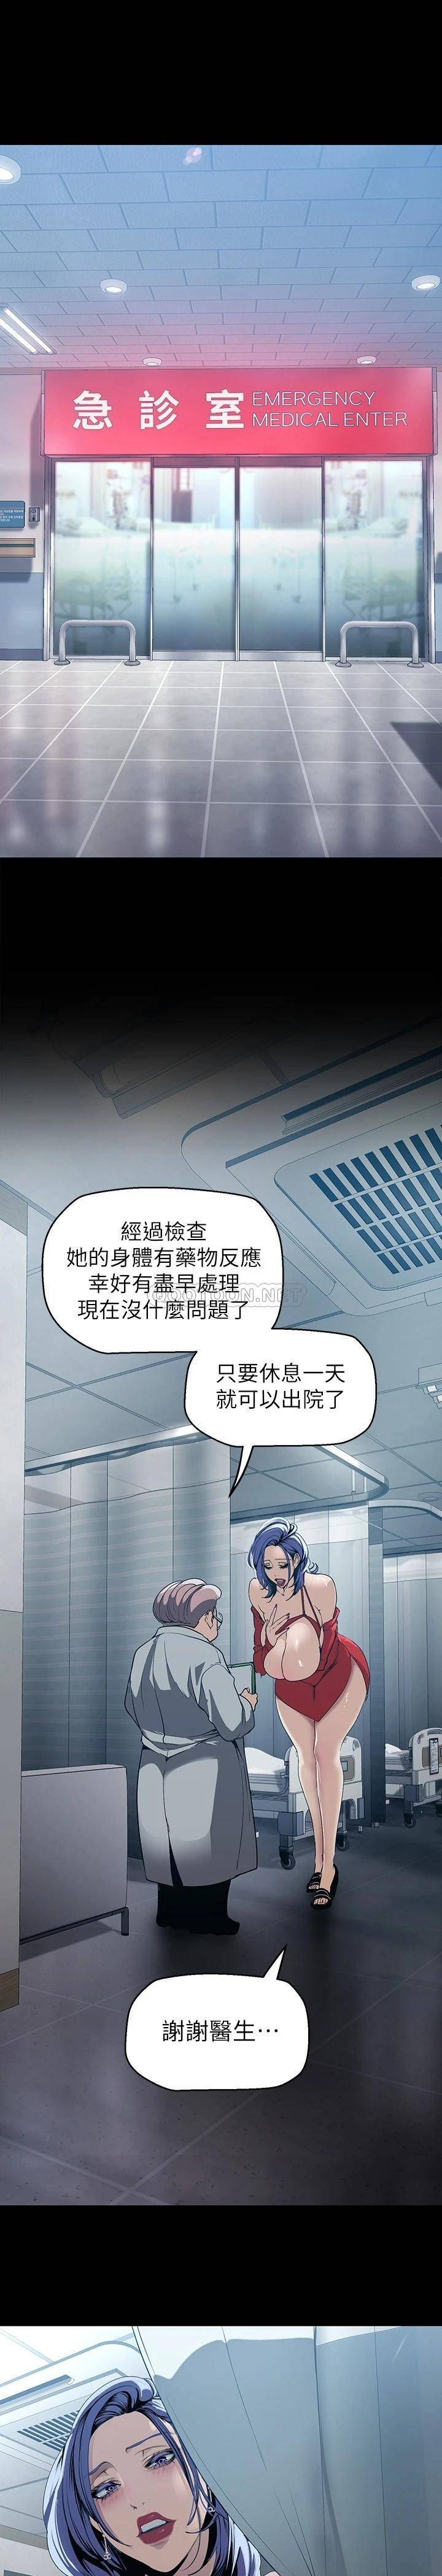 急診室
EMERGENCY
MEDICAL ENTER
經過檢查
她的身體有藥物反應
幸好有盡早處理
現在沒什麼問題了
只要休息一天
就可以出院了
謝謝醫生…